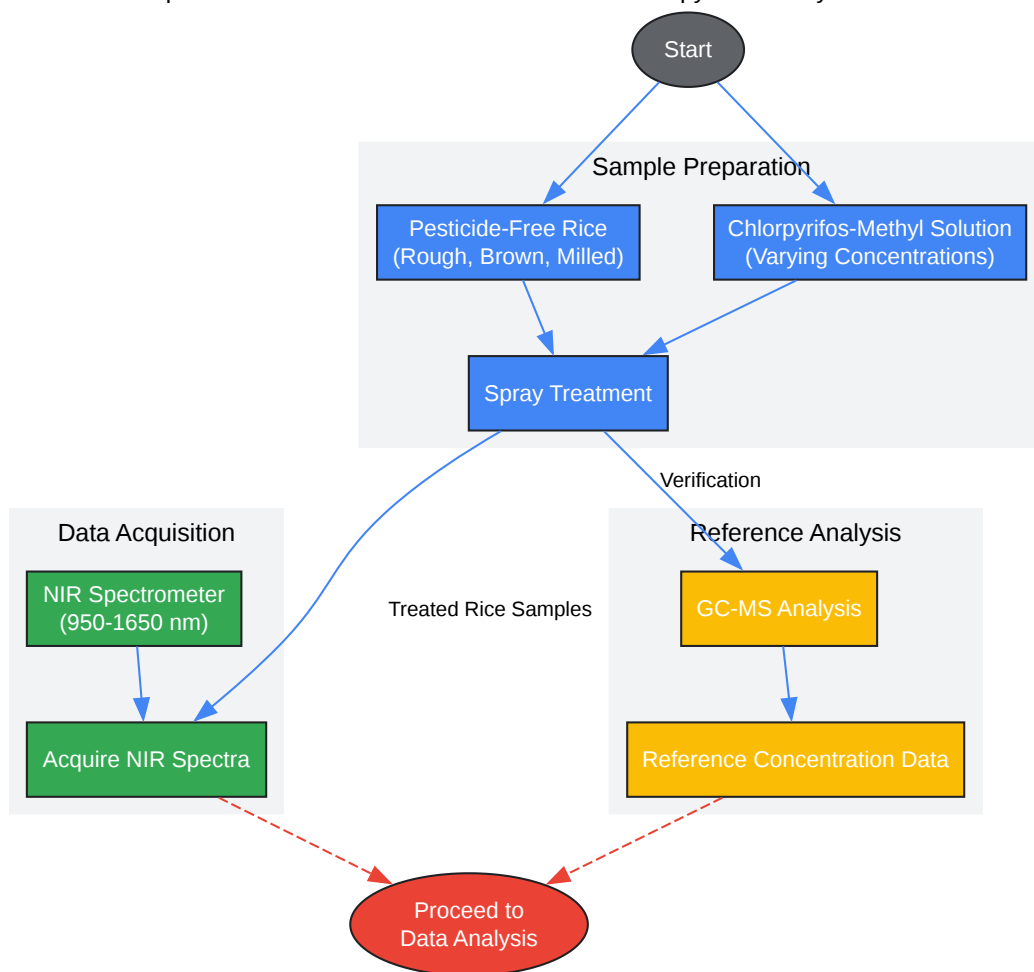 Start
Sample Preparation
Pesticide-Free Rice
(Rough, Brown, Milled)
Chlorpyrifos-Methyl Solution
(Varying Concentrations)
Spray Treatment
Verification
Data Acquisition
Reference Analysis
NIR Spectrometer
(950-1650 nm)
Treated Rice Samples
GC-MS Analysis
Acquire NIR Spectra
Reference Concentration Data
Proceed to
Data Analysis